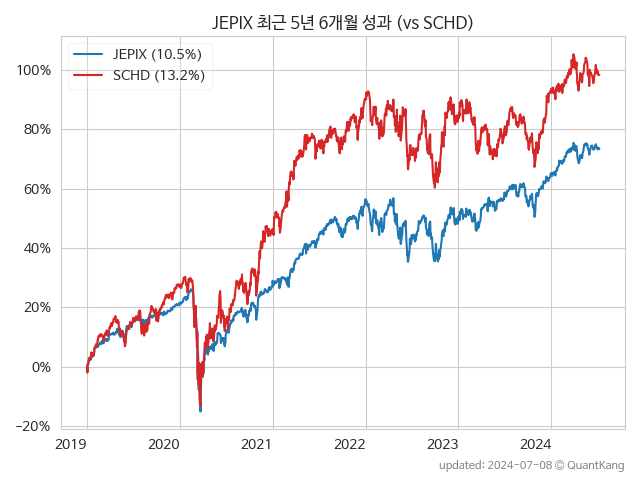 JEPIX 최근 5년 6개월 성과 (vs SCHD)
JEPIX (10.5%)
SCHD (13.2%)
100%
80%
60%
40%
20%
0%
−20%
2019 2020 2021 2022 2023 2024
updated: 2024-07-08 © QuantKang